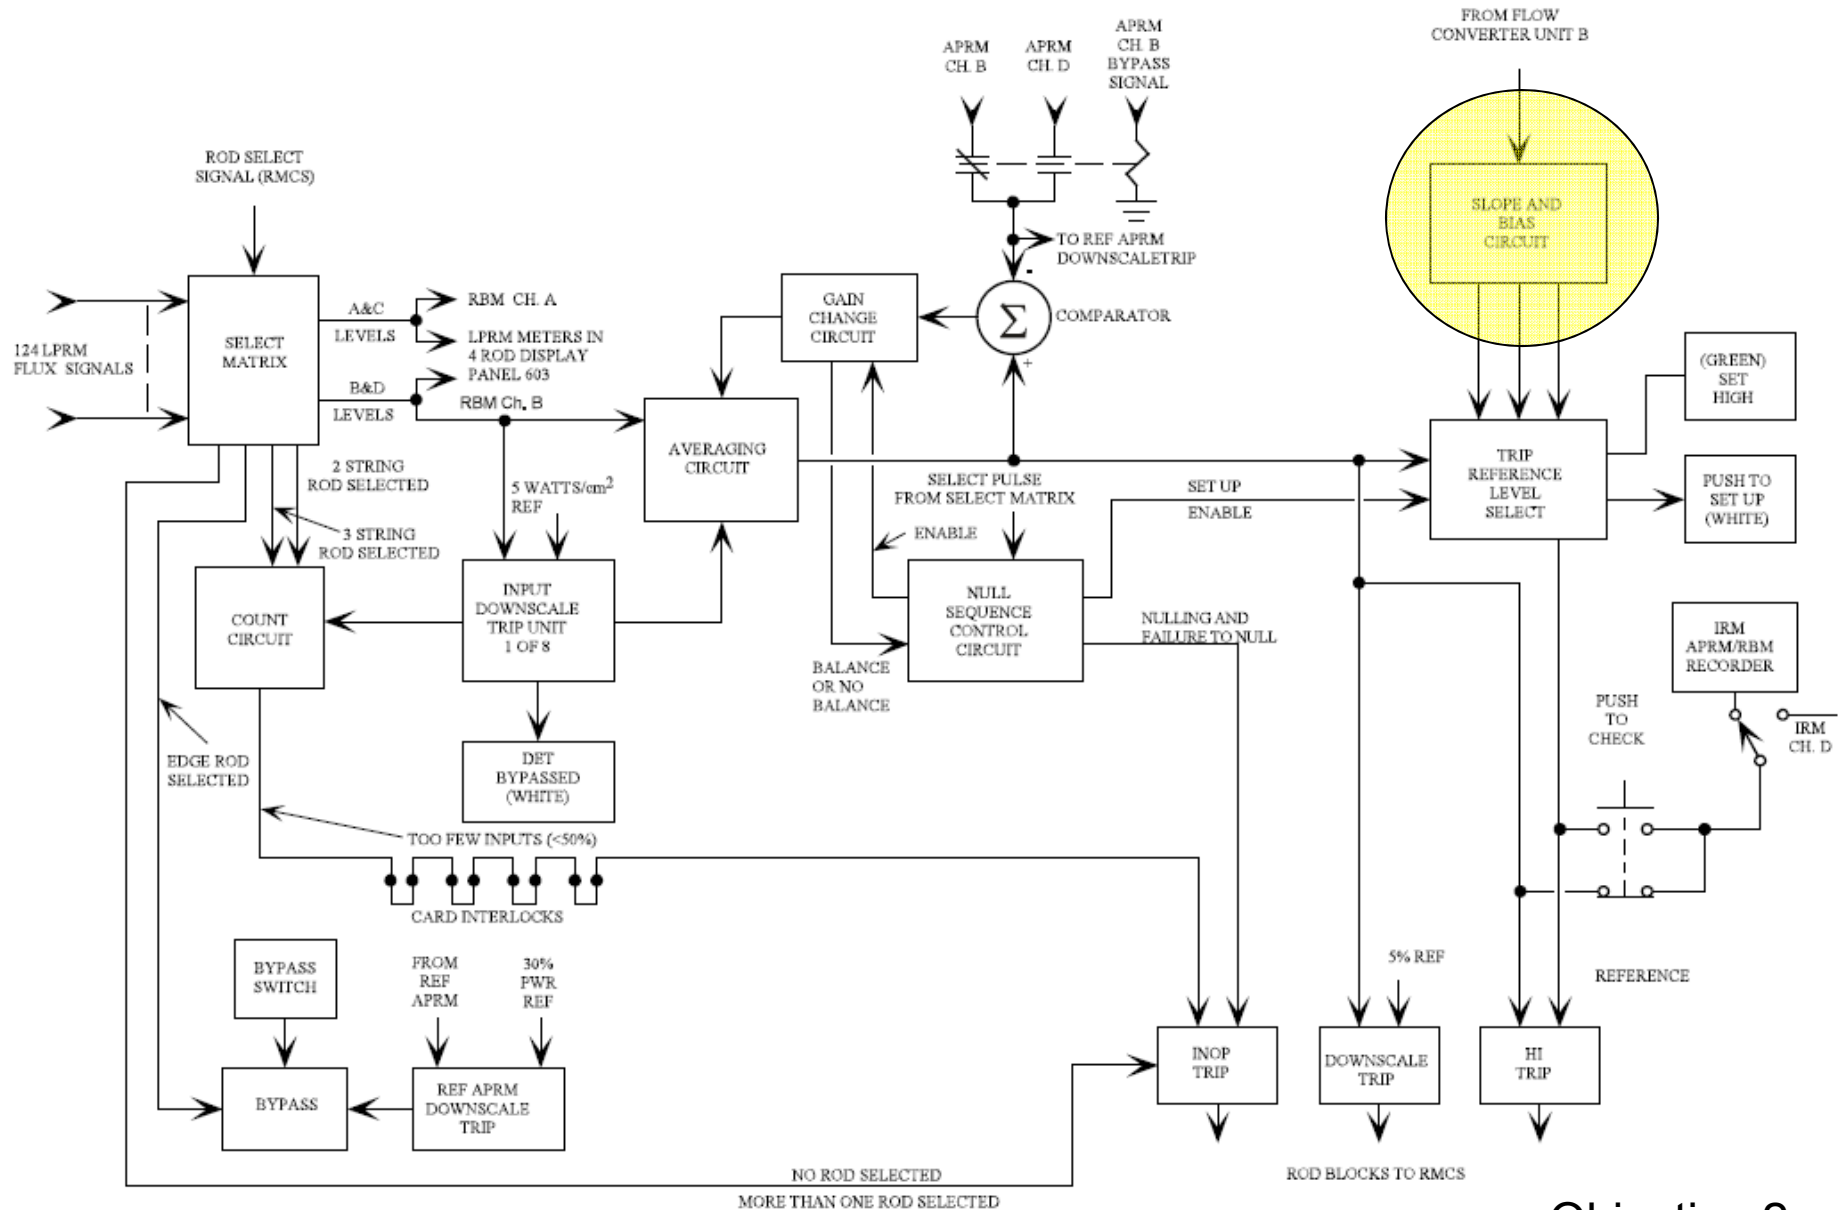 FROM FLOW
CONVERTER UNIT B
APRM
CH. B
APRM
CH. D
APRM
CH. B
BYPASS
SIGNAL
ROD SELECT
SIGNAL (RMCS)
SLOPE AND
BIAS
CIRCUIT
TO REF APRM
DOWNSCALETRIP
-
Σ
+
COMPARATOR
GAIN
CHANGE
CIRCUIT
SELECT
MATRIX
124 LPRM
FLUX SIGNALS
A&C
LEVELS
RBM CH. A
LPRM METERS IN
4 ROD DISPLAY
PANEL 603
B&D
LEVELS
RBM Ch. B
(GREEN)
SET
HIGH
AVERAGING
CIRCUIT
TRIP
REFERENCE
LEVEL
SELECT
PUSH TO
SET UP
(WHITE)
2 STRING
ROD SELECTED
3 STRING
ROD SELECTED
5 WATTS/cm2
REF
SELECT PULSE
FROM SELECT MATRIX
SET UP
ENABLE
ENABLE
COUNT
CIRCUIT
INPUT
DOWNSCALE
TRIP UNIT
1 OF 8
NULL
SEQUENCE
CONTROL
CIRCUIT
NULLING AND
FAILURE TO NULL
BALANCE
OR NO
BALANCE
IRM
APRM/RBM
RECORDER
PUSH
TO
CHECK
IRM
CH. D
EDGE ROD
SELECTED
DET
BYPASSED
(WHITE)
TOO FEW INPUTS (<50%)
CARD INTERLOCKS
BYPASS
SWITCH
FROM
REF
APRM
30%
PWR
REF
5% REF
REFERENCE
BYPASS
REF APRM
DOWNSCALE
TRIP
INOP
TRIP
DOWNSCALE
TRIP
HI
TRIP
NO ROD SELECTED
MORE THAN ONE ROD SELECTED
ROD BLOCKS TO RMCS